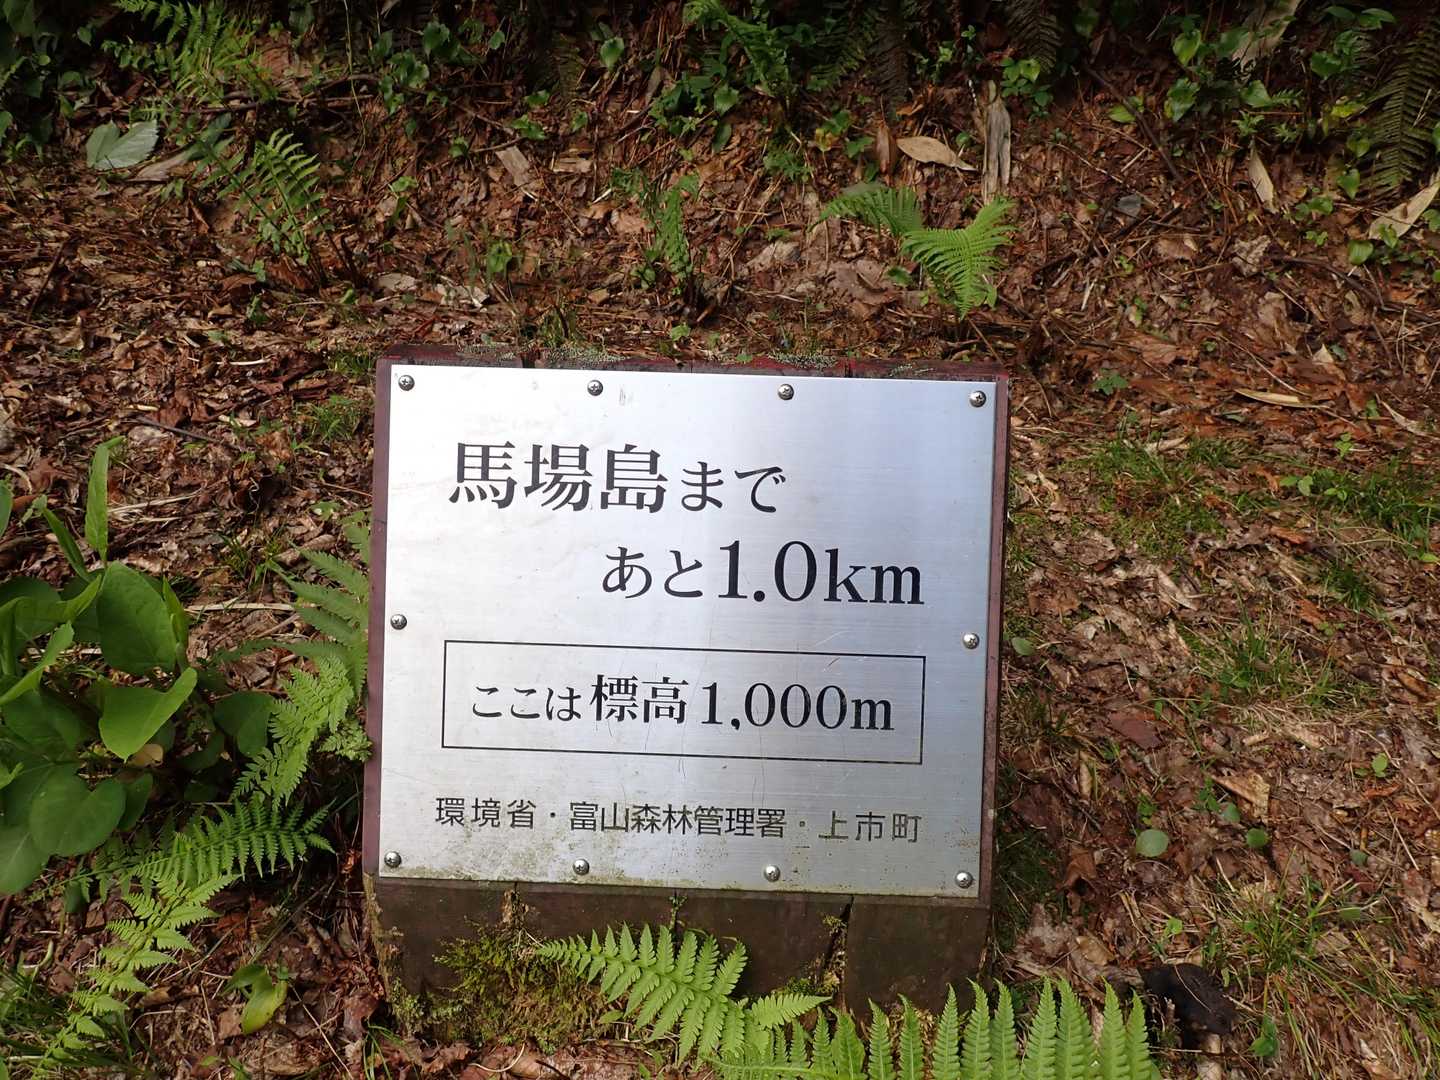 馬場島まで
あと1.0km
ここは標高1,000m
環境省・富山森林管理署・上市町